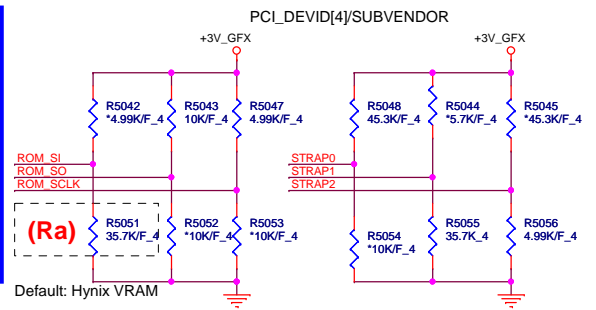 PCI_DEVID[4]/SUBVENDOR
+3V_GFX
+3V_GFX
R5042
*4.99K/F_4
R5043
10K/F_4
R5047
4.99K/F_4
R5048
45.3K/F_4
R5044
*5.7K/F_4
R5045
*45.3K/F_4
ROM_SI
ROM_SO
ROM_SCLK
STRAP0
STRAP1
STRAP2
(Ra)
R5051
35.7K/F_4
R5052
*10K/F_4
R5053
*10K/F_4
R5054
*10K/F_4
R5055
35.7K_4
R5056
4.99K/F_4
Default: Hynix VRAM